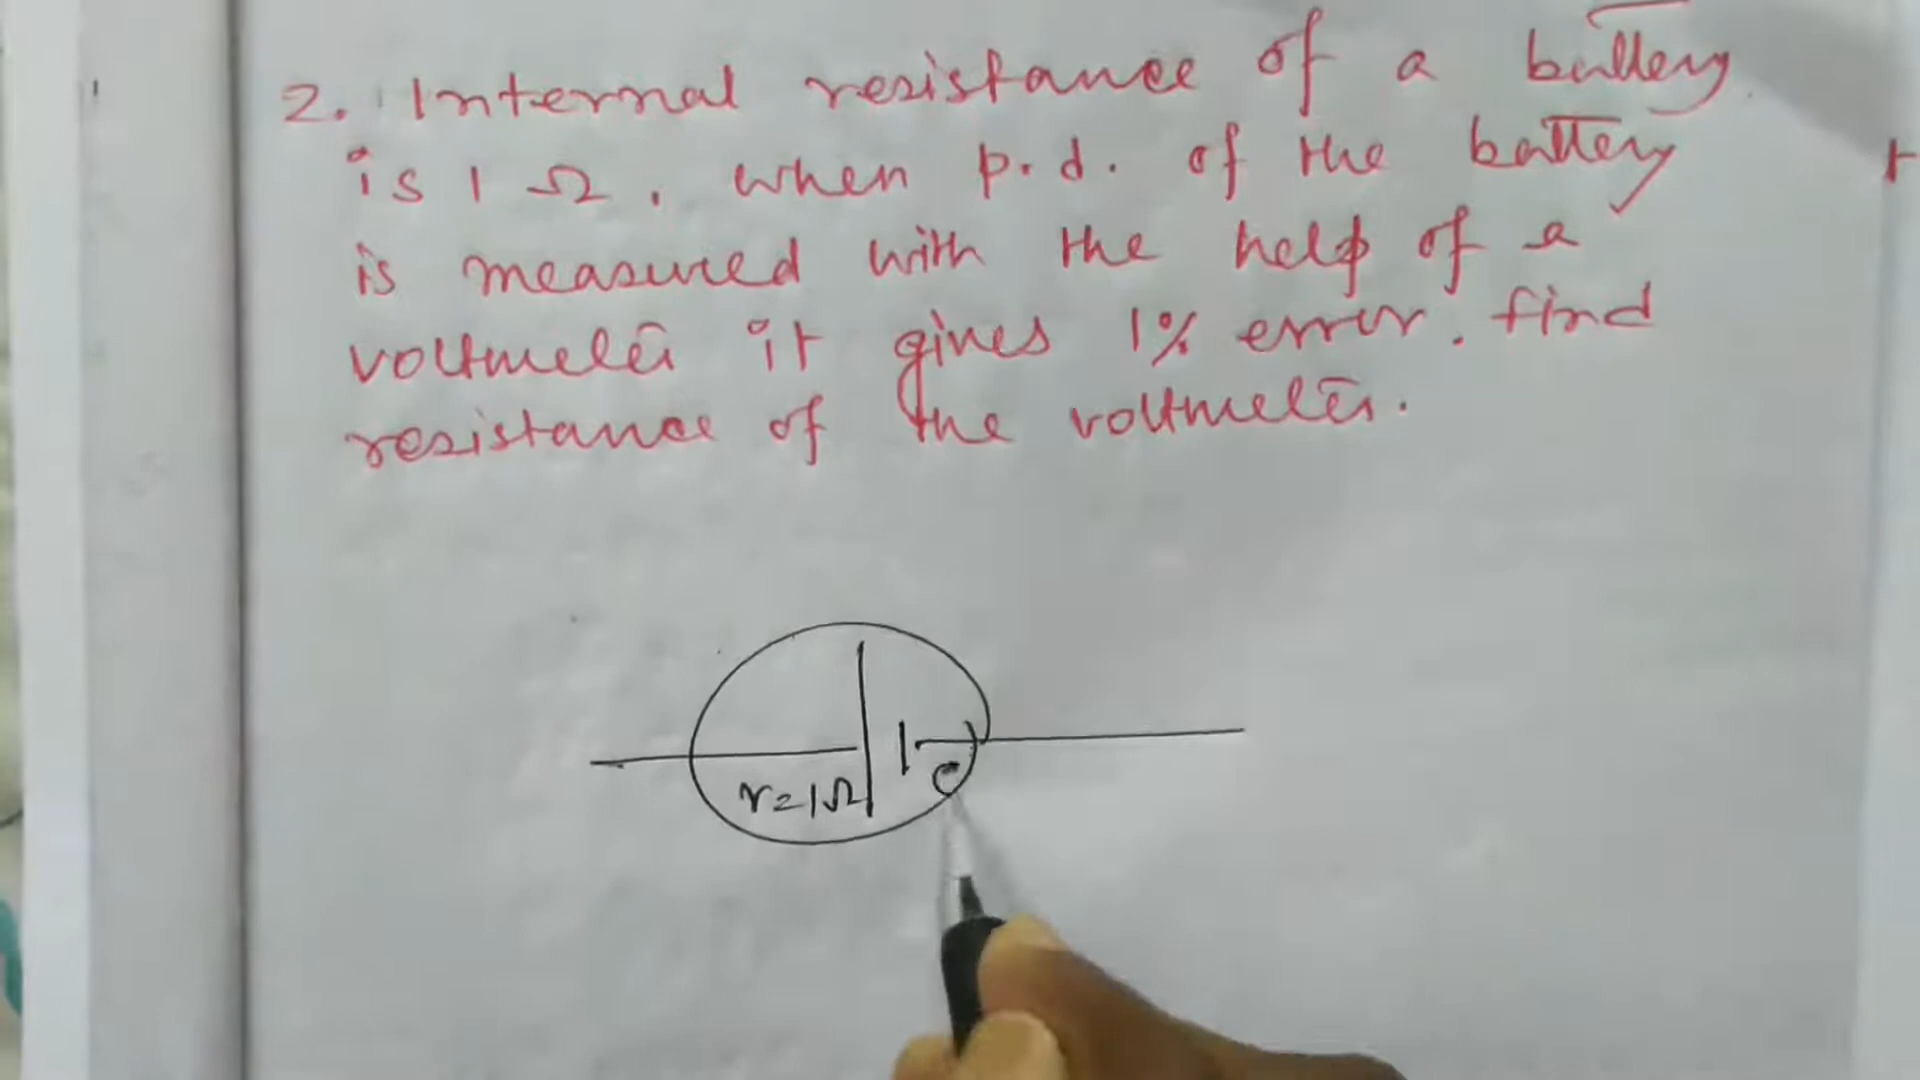 2. Internal resistance of a battery
is 1 Ω. when p.d. of the battery
is measured with the help of a
voltmeter it gives 1% error. find
resistance of the voltmeter.
r=1Ω